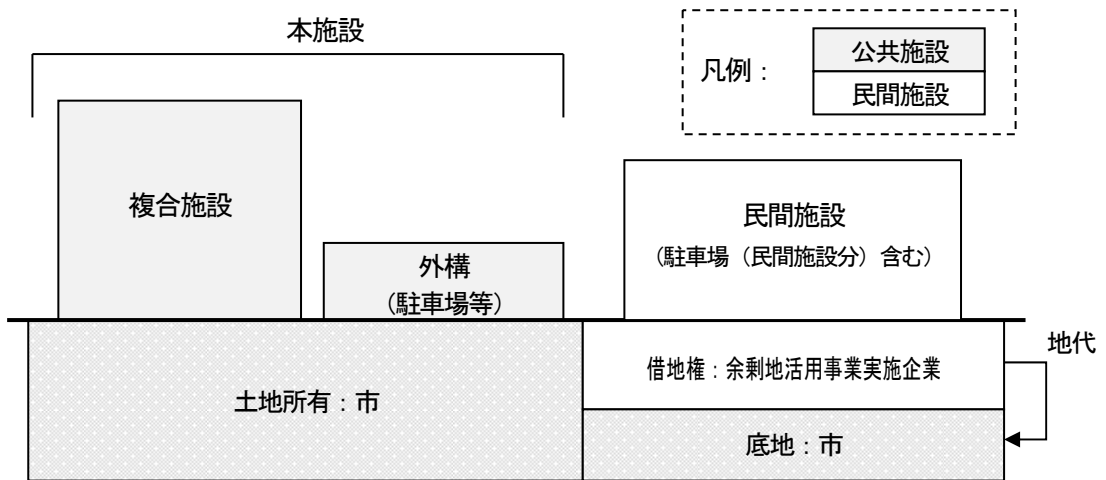 本施設
凡例：
公共施設
民間施設
複合施設
外構
（駐車場等）
民間施設
（駐車場（民間施設分）含む）
地代
土地所有：市
借地権：余剰地活用事業実施企業
底地：市